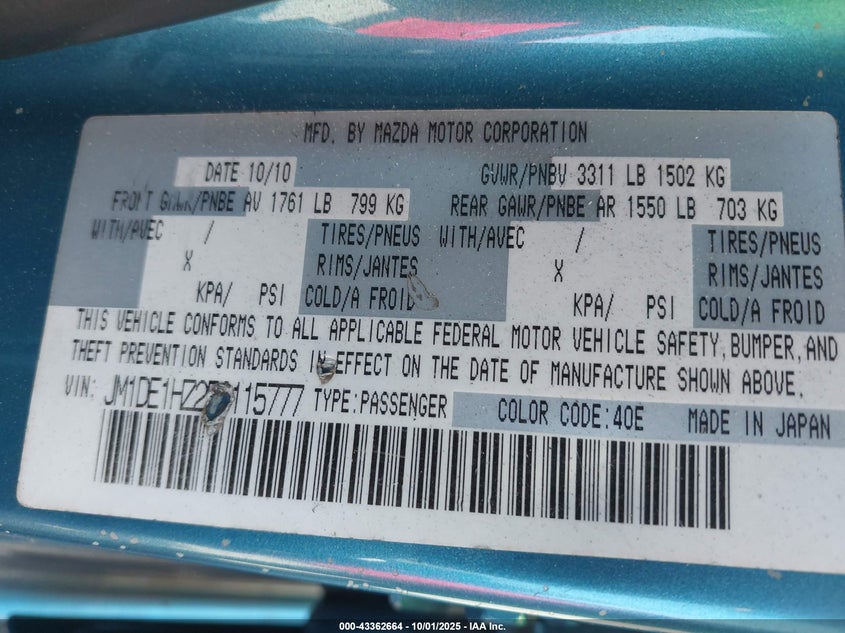 MFD. BY MAZDA MOTOR CORPORATION
DATE 10/10 GVWR/PNBV 3311 LB 1502 KG
FRONT GAWR/PNBE AV 1761 LB 799 KG REAR GAWR/PNBE AR 1550 LB 703 KG
WITH/AVEC / TIRES/PNEUS WITH/AVEC / TIRES/PNEUS
X RIMS/JANTES X RIMS/JANTES
KPA/ PSI COLD/A FROID KPA/ PSI COLD/A FROID
THIS VEHICLE CONFORMS TO ALL APPLICABLE FEDERAL MOTOR VEHICLE SAFETY, BUMPER, AND
THEFT PREVENTION STANDARDS IN EFFECT ON THE DATE OF MANUFACTURE SHOWN ABOVE.
VIN: TYPE:PASSENGER COLOR CODE:40E MADE IN JAPAN
000-43362664 - 10/01/2025 - IAA Inc.